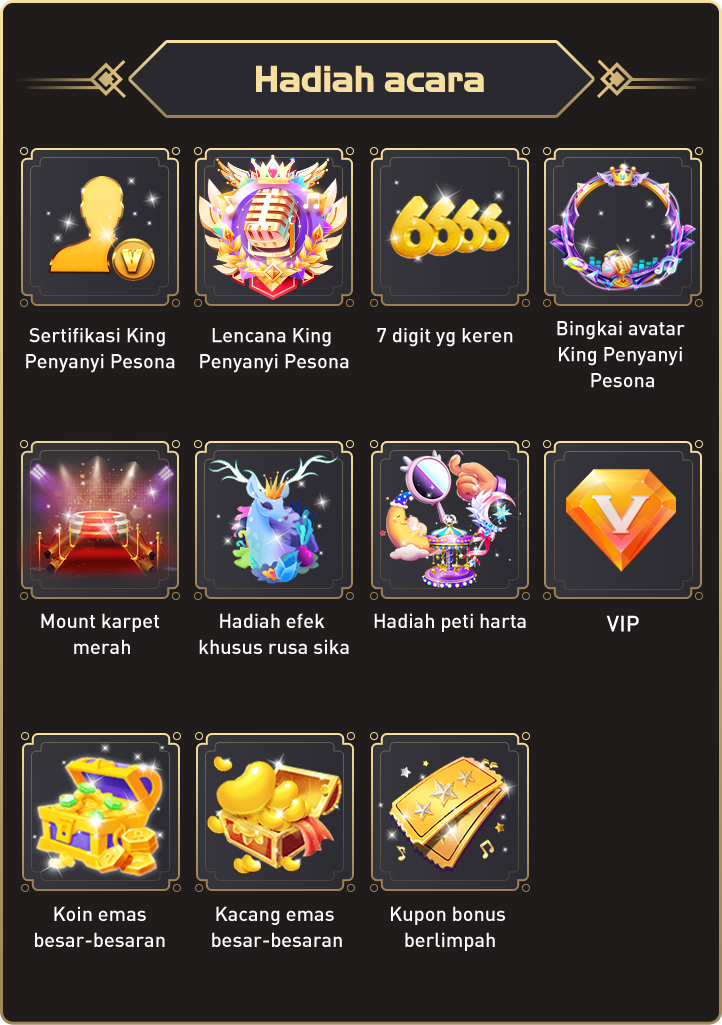 Hadiah acara
V
6666
Sertifikasi King
Penyanyi Pesona
Lencana King
Penyanyi Pesona
7 digit yg keren
Bingkai avatar
King Penyanyi
Pesona
V
Mount karpet
merah
Hadiah efek
khusus rusa sika
Hadiah peti harta
VIP
Koin emas
besar-besaran
Kacang emas
besar-besaran
Kupon bonus
berlimpah